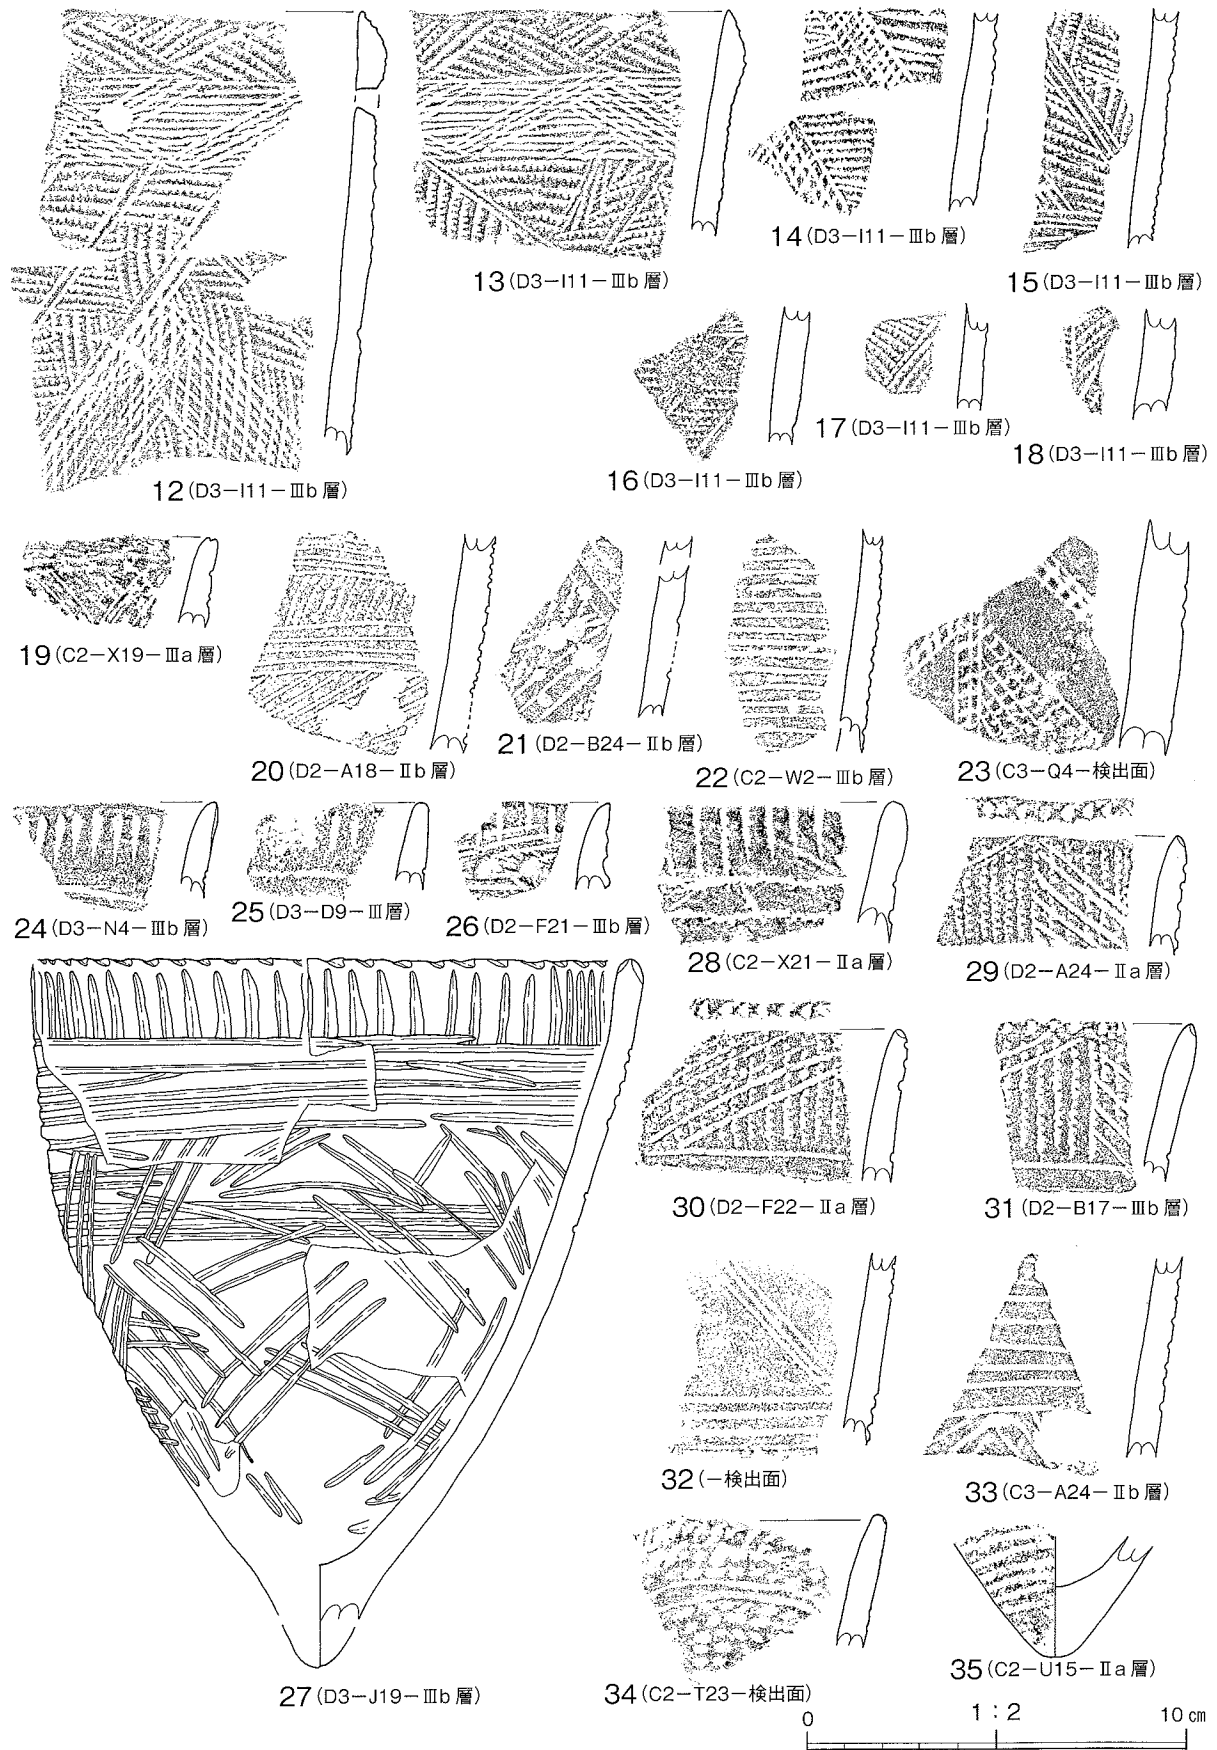 12 (D3−I11−Ⅲb層)
13 (D3−I11−Ⅲb層)
14 (D3−I11−Ⅲb層)
15 (D3−I11−Ⅲb層)
16 (D3−I11−Ⅲb層)
17 (D3−I11−Ⅲb層)
18 (D3−I11−Ⅲb層)
19 (C2−X19−Ⅲa層)
20 (D2−A18−Ⅱb層)
21 (D2−B24−Ⅱb層)
22 (C2−W2−Ⅲb層)
23 (C3−Q4−検出面)
24 (D3−N4−Ⅲb層)
25 (D3−D9−Ⅲ層)
26 (D2−F21−Ⅲb層)
28 (C2−X21−Ⅱa層)
29 (D2−A24−Ⅱa層)
30 (D2−F22−Ⅱa層)
31 (D2−B17−Ⅲb層)
32 (−検出面)
33 (C3−A24−Ⅱb層)
27 (D3−J19−Ⅲb層)
34 (C2−T23−検出面)
35 (C2−U15−Ⅱa層)
0 1:2 10cm